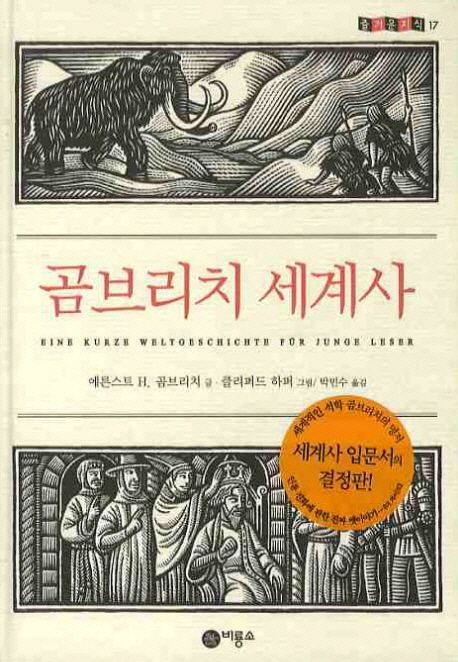 즐거운지식 17
곰브리치 세계사
EINE KURZE WELTGESCHICHTE FÜR JUNGE LESER
에른스트 H. 곰브리치 글 · 클리퍼드 하퍼 그림/ 박민수 옮김
세계적인 석학 곰브리치의 명저
세계사 입문서의
결정판!
비룡소